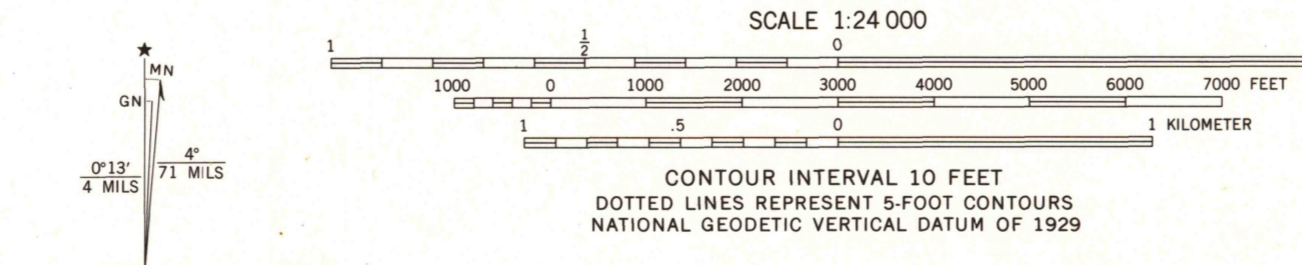 SCALE 1:24 000
1 1/2 0
1000 0 1000 2000 3000 4000 5000 6000 7000 FEET
1 .5 0 1 KILOMETER
CONTOUR INTERVAL 10 FEET
DOTTED LINES REPRESENT 5-FOOT CONTOURS
NATIONAL GEODETIC VERTICAL DATUM OF 1929
★
MN
GN
0°13′
4 MILS
4°
71 MILS